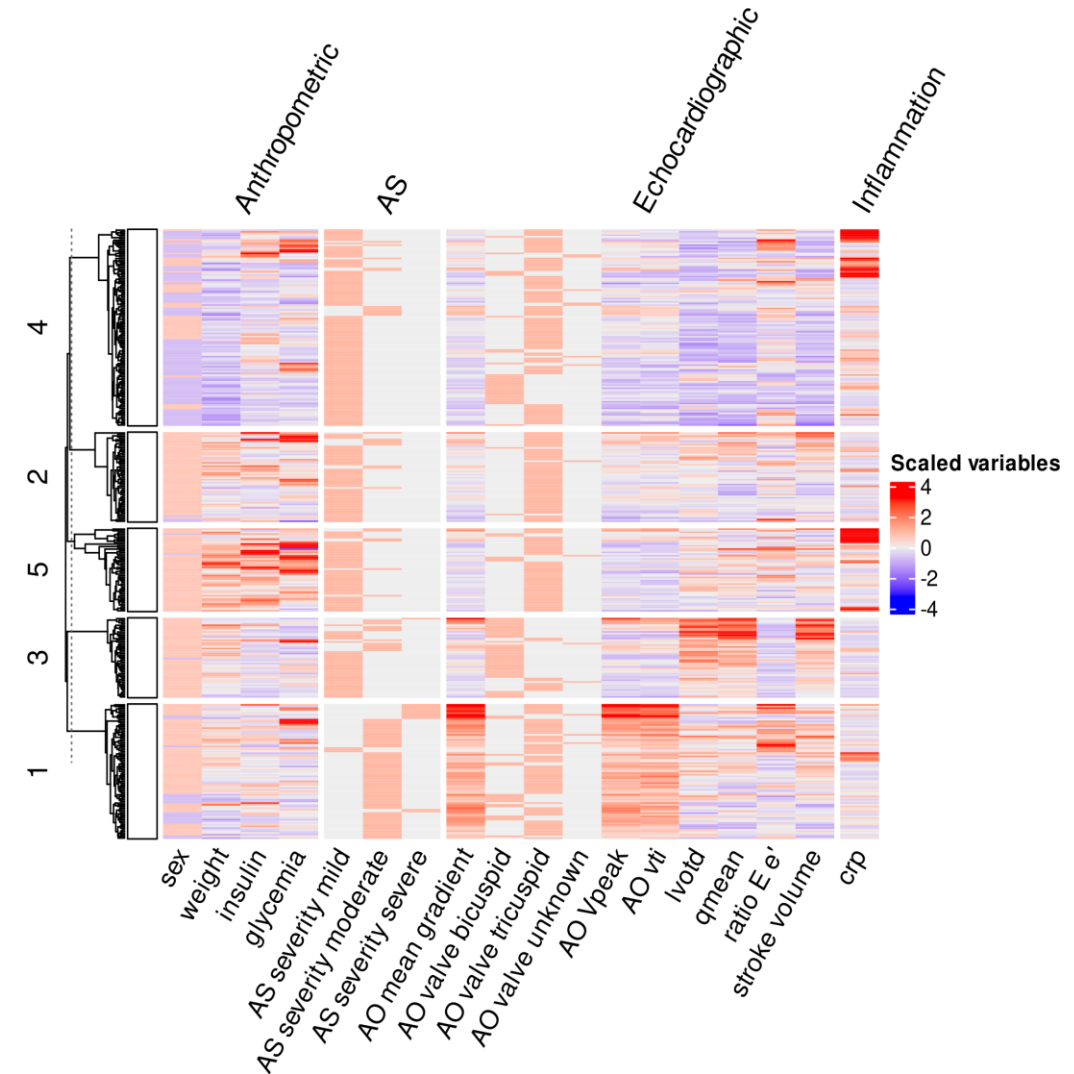 Anthropometric
AS
Echocardiographic
Inflammation
4
2
5
3
1
Scaled variables
4
2
0
-2
-4
sex
weight
insulin
glycemia
AS severity mild
AS severity moderate
AS severity severe
AO mean gradient
AO valve bicuspid
AO valve tricuspid
AO valve unknown
AO Vpeak
AO vti
lvotd
qmean
ratio E e'
stroke volume
crp